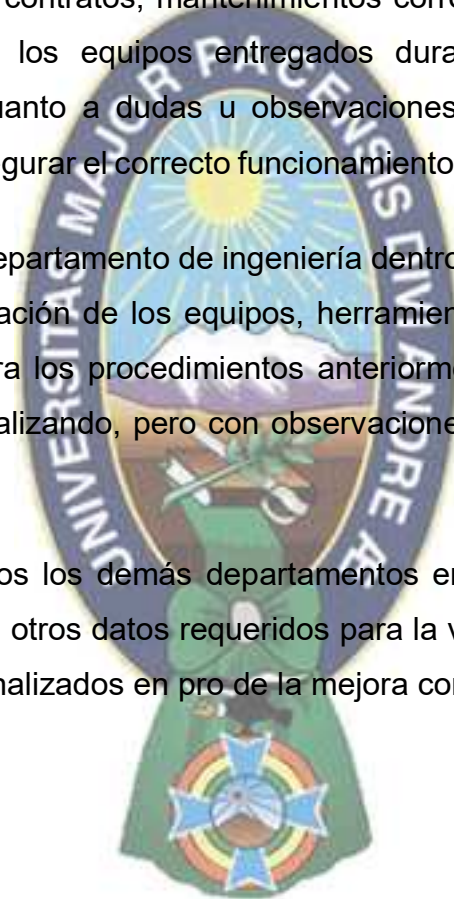 contratos, mantenimientos corre
los equipos entregados dura
uanto a dudas u observaciones
gurar el correcto funcionamiento
epartamento de ingeniería dentro
ación de los equipos, herramien
ra los procedimientos anteriorme
alizando, pero con observacione
os los demás departamentos en
otros datos requeridos para la v
nalizados en pro de la mejora con
UNIVERSITAS MAJOR PACENSIS DIVI ANDRE Æ